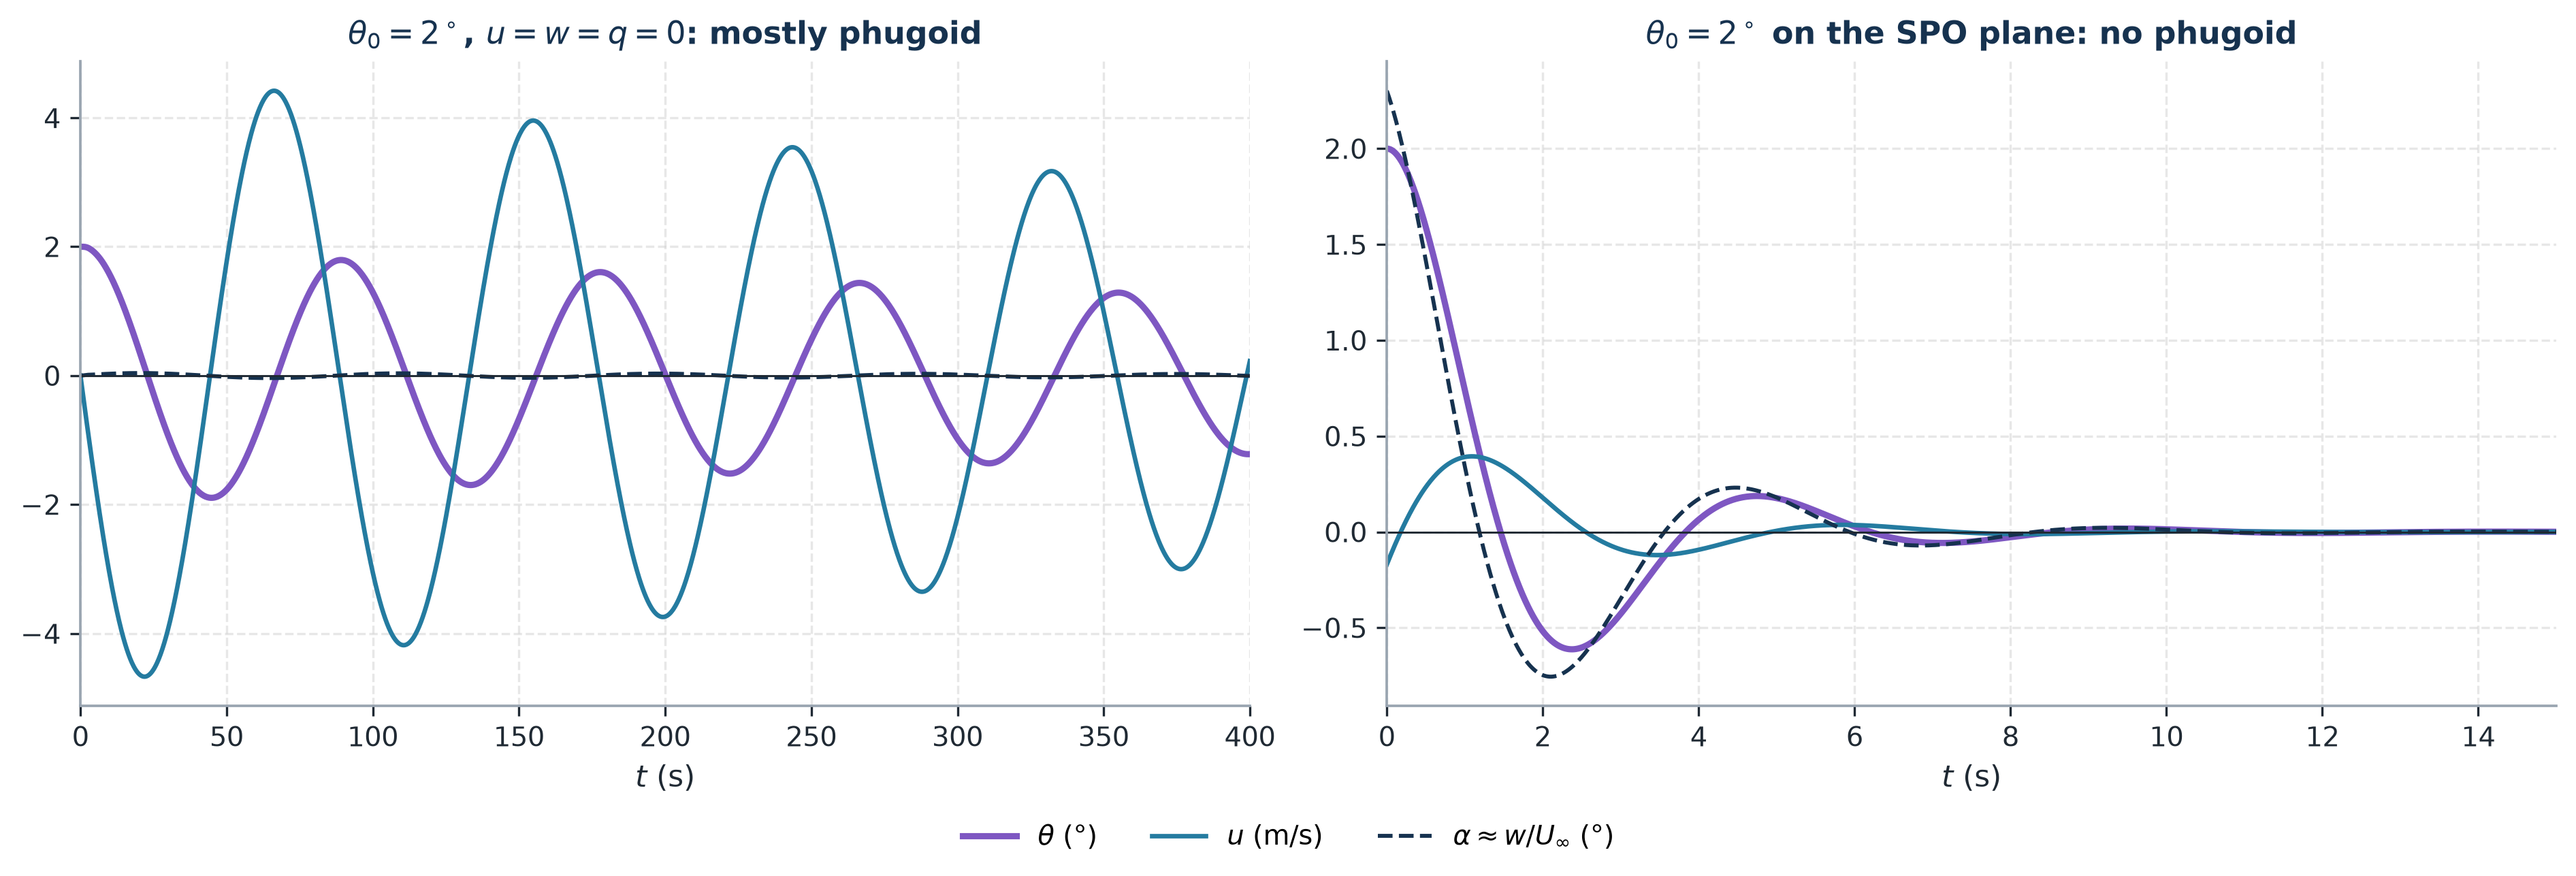 θ₀ = 2°, u = w = q = 0: mostly phugoid
4
2
0
−2
−4
0 50 100 150 200 250 300 350 400
t (s)
θ₀ = 2° on the SPO plane: no phugoid
2.0
1.5
1.0
0.5
0.0
−0.5
0 2 4 6 8 10 12 14
t (s)
θ (°) u (m/s) α ≈ w/U∞ (°)